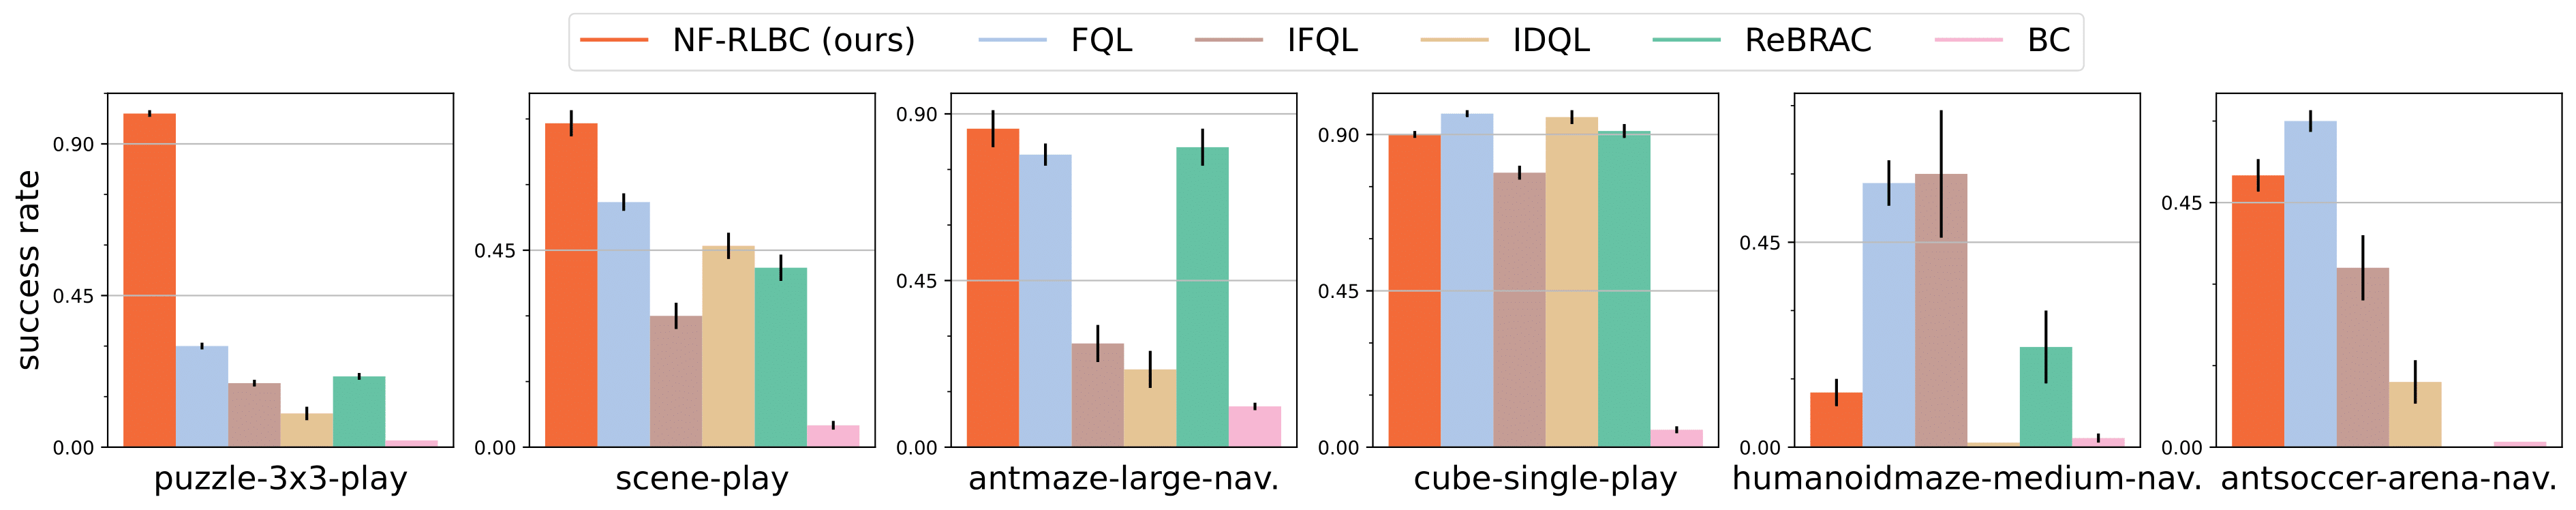 NF-RLBC (ours) FQL IFQL IDQL ReBRAC BC
success rate
0.90
0.45
0.00
puzzle-3x3-play
0.45
0.00
scene-play
0.90
0.45
0.00
antmaze-large-nav.
0.90
0.45
0.00
cube-single-play
0.45
0.00
humanoidmaze-medium-nav.
0.45
0.00
antsoccer-arena-nav.